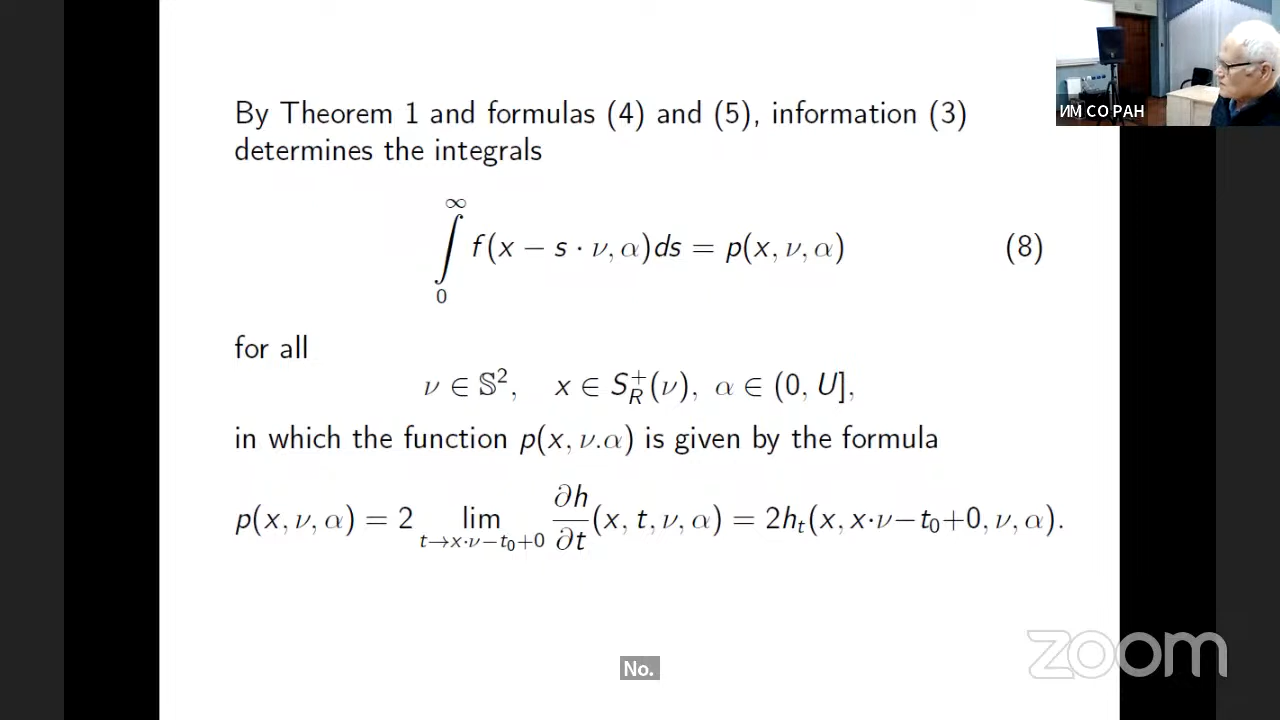 By Theorem 1 and formulas (4) and (5), information (3)
determines the integrals
∫₀^∞ f(x − s · ν, α)ds = p(x, ν, α) (8)
for all
ν ∈ 𝕊², x ∈ S_R^+(ν), α ∈ (0, U],
in which the function p(x, ν.α) is given by the formula
p(x, ν, α) = 2 lim_{t→x·ν−t₀+0} ∂h/∂t (x, t, ν, α) = 2h_t(x, x·ν−t₀+0, ν, α).
ИМ СО РАН
No.
zoom